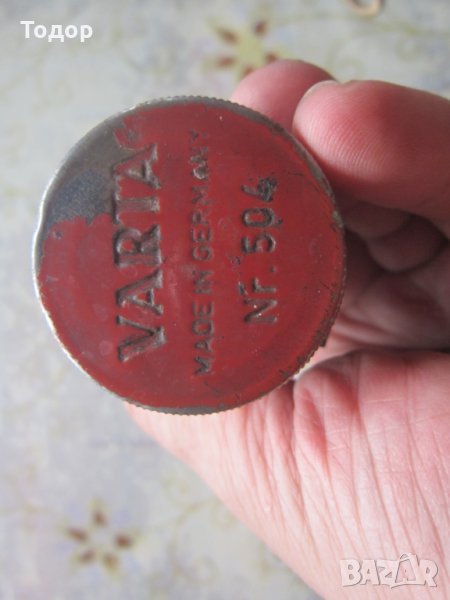 Тодор
VARTA
MADE IN GERMANY
Nr. 504
BAZAR